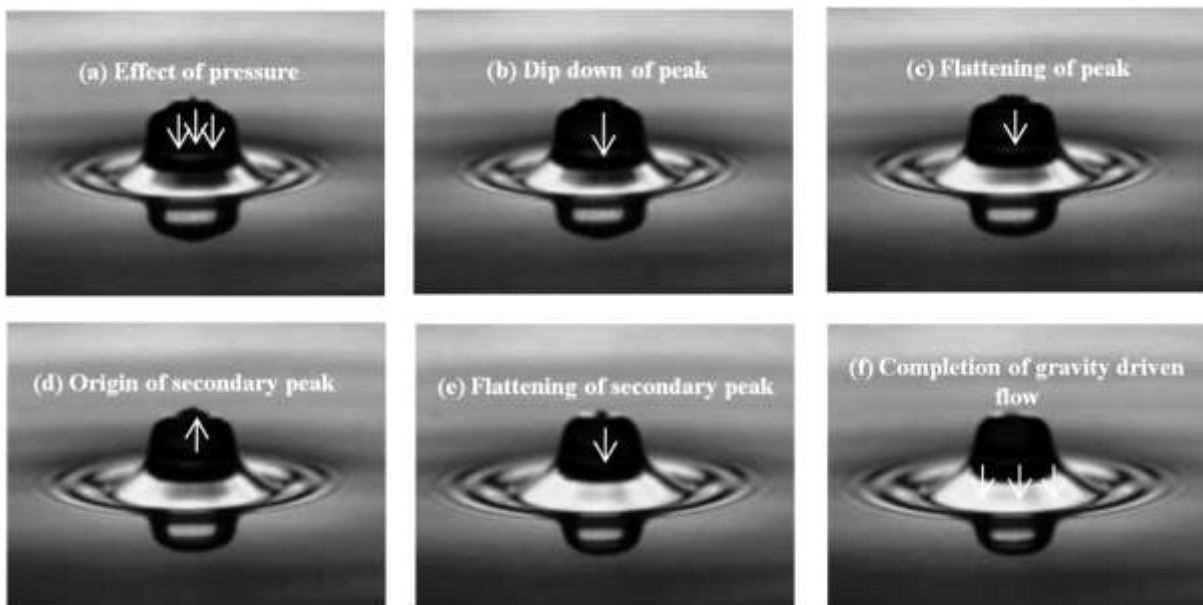 (a) Effect of pressure
(b) Dip down of peak
(c) Flattening of peak
(d) Origin of secondary peak
(e) Flattening of secondary peak
(f) Completion of gravity driven
flow